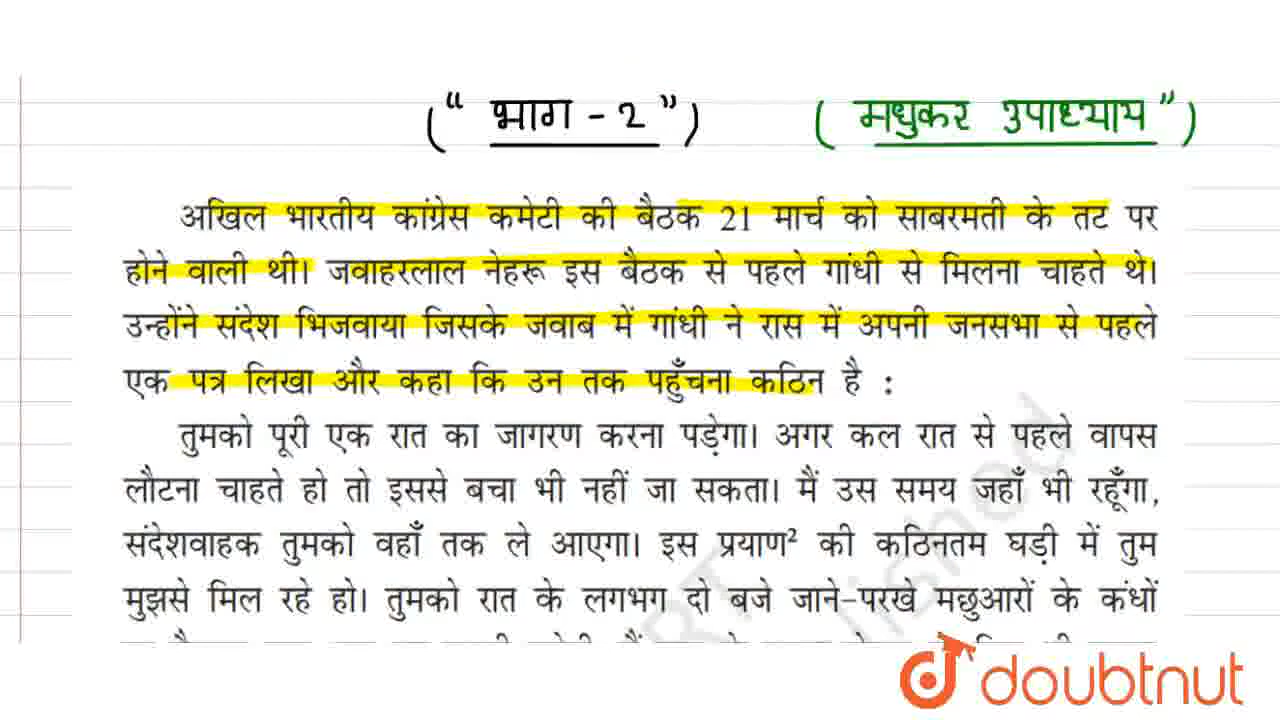 (" भाग - 2 ") ( मधुकर उपाध्याय ")
अखिल भारतीय कांग्रेस कमेटी की बैठक 21 मार्च को साबरमती के तट पर
होने वाली थी। जवाहरलाल नेहरू इस बैठक से पहले गांधी से मिलना चाहते थे।
उन्होंने संदेश भिजवाया जिसके जवाब में गांधी ने रास में अपनी जनसभा से पहले
एक पत्र लिखा और कहा कि उन तक पहुँचना कठिन है :
तुमको पूरी एक रात का जागरण करना पड़ेगा। अगर कल रात से पहले वापस
लौटना चाहते हो तो इससे बचा भी नहीं जा सकता। मैं उस समय जहाँ भी रहूँगा,
संदेशवाहक तुमको वहाँ तक ले आएगा। इस प्रयाण² की कठिनतम घड़ी में तुम
मुझसे मिल रहे हो। तुमको रात के लगभग दो बजे जाने-परखे मछुआरों के कंधों
doubtnut